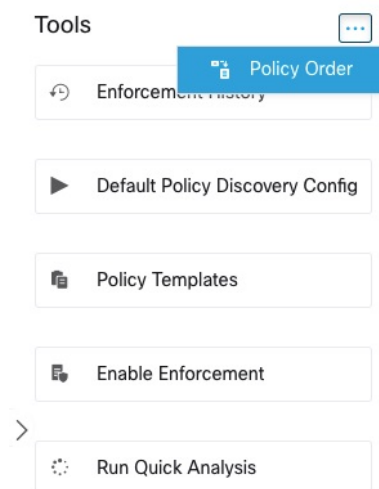 Tools
...
Policy Order
Enforcement History
Default Policy Discovery Config
Policy Templates
Enable Enforcement
Run Quick Analysis